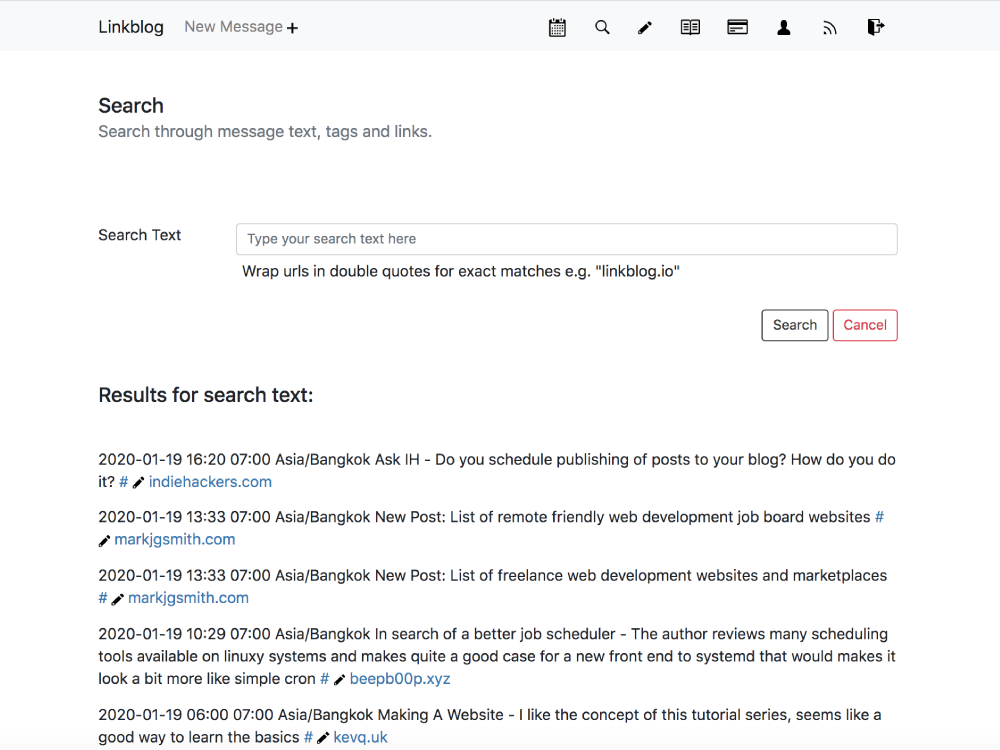 Linkblog New Message +
Search
Search through message text, tags and links.
Search Text
Type your search text here
Wrap urls in double quotes for exact matches e.g. "linkblog.io"
Search Cancel
Results for search text:
2020-01-19 16:20 07:00 Asia/Bangkok Ask IH - Do you schedule publishing of posts to your blog? How do you do
it? # indiehackers.com
2020-01-19 13:33 07:00 Asia/Bangkok New Post: List of remote friendly web development job board websites #
markjgsmith.com
2020-01-19 13:33 07:00 Asia/Bangkok New Post: List of freelance web development websites and marketplaces
# markjgsmith.com
2020-01-19 10:29 07:00 Asia/Bangkok In search of a better job scheduler - The author reviews many scheduling
tools available on linuxy systems and makes quite a good case for a new front end to systemd that would makes it
look a bit more like simple cron # beepb00p.xyz
2020-01-19 06:00 07:00 Asia/Bangkok Making A Website - I like the concept of this tutorial series, seems like a
good way to learn the basics # kevq.uk